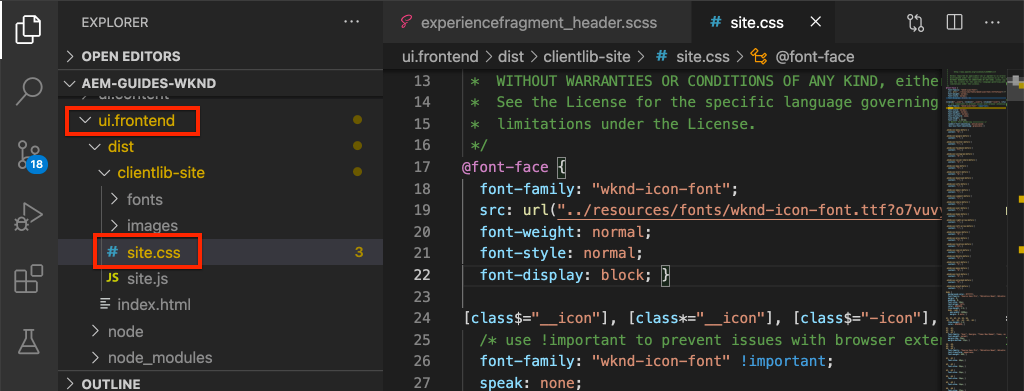 EXPLORER ···
> OPEN EDITORS
AEM-GUIDES-WKND
ui.content
ui.frontend
dist
clientlib-site
> fonts
> images
# site.css 3
JS site.js
index.html
> node
> node_modules
> OUTLINE
18
experiencefragment_header.scss
# site.css ×
ui.frontend > dist > clientlib-site > # site.css > @font-face
13 * WITHOUT WARRANTIES OR CONDITIONS OF ANY KIND, either
14 * See the License for the specific language governing
15 * limitations under the License.
16 */
17 @font-face {
18 font-family: "wknd-icon-font";
19 src: url("../resources/fonts/wknd-icon-font.ttf?o7vuv
20 font-weight: normal;
21 font-style: normal;
22 font-display: block; }
23
24 [class$="__icon"], [class*="__icon"], [class$="-icon"],
25 /* use !important to prevent issues with browser exten
26 font-family: "wknd-icon-font" !important;
27 speak: none;